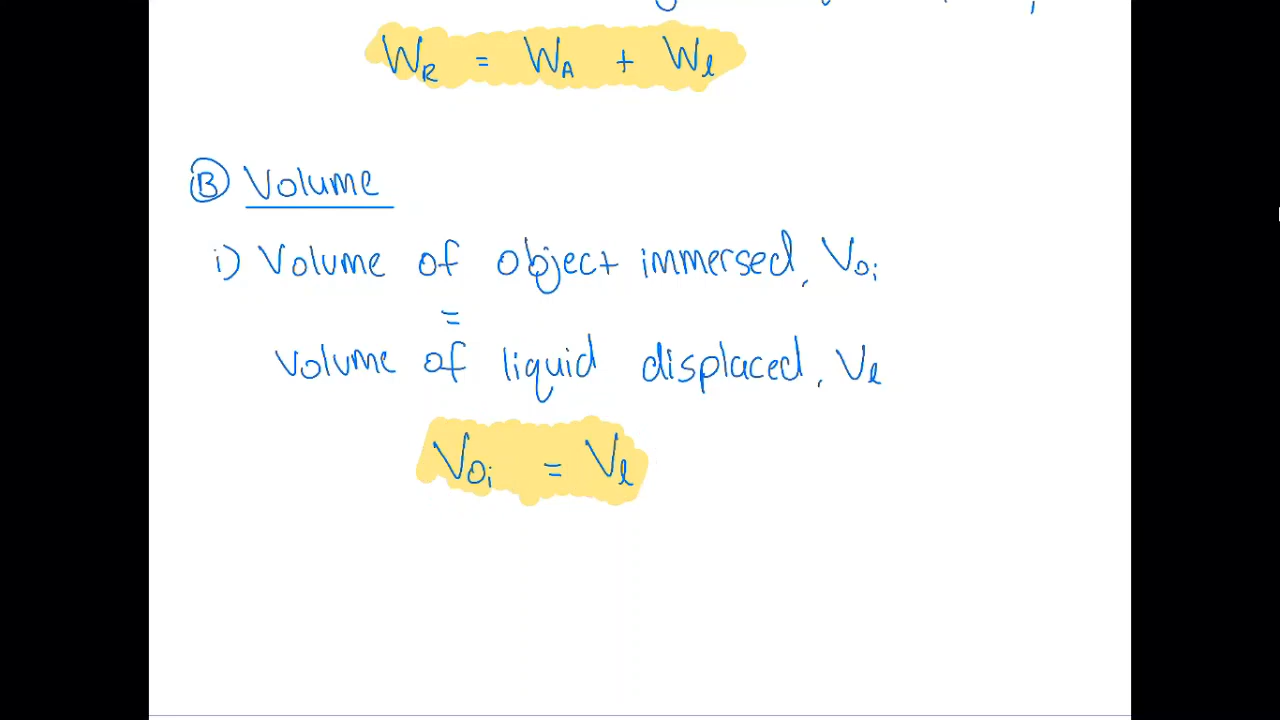 W_R = W_A + W_l
Ⓑ Volume
i) Volume of object immersed, V_Oi
=
Volume of liquid displaced, V_l
V_Oi = V_l